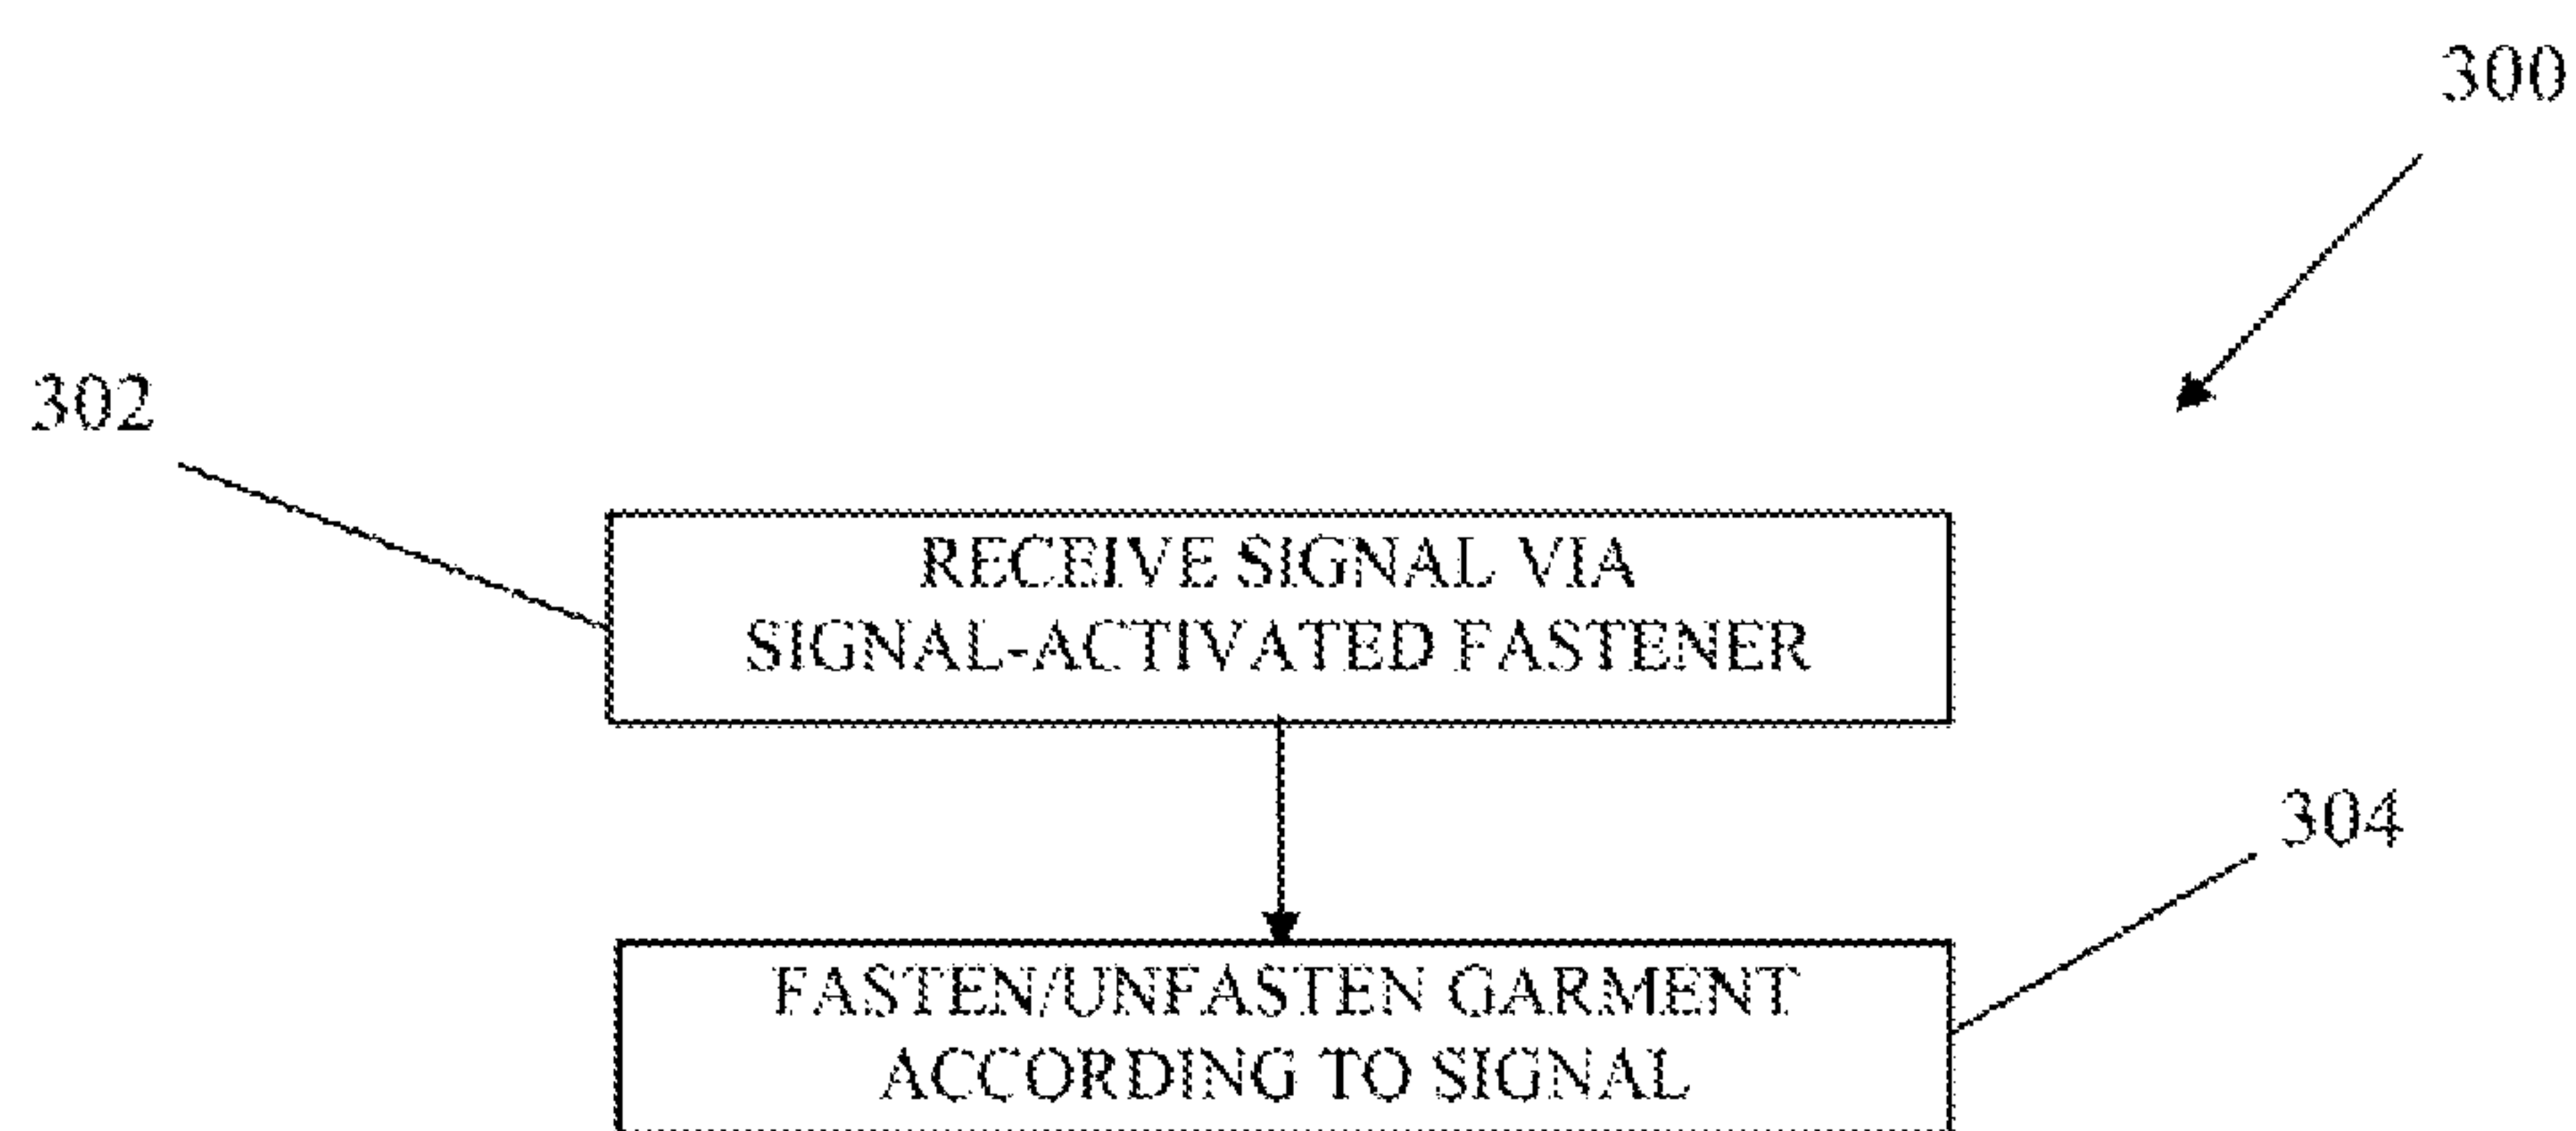 300
302
RECEIVE SIGNAL VIA
SIGNAL-ACTIVATED FASTENER
304
FASTEN/UNFASTEN GARMENT
ACCORDING TO SIGNAL